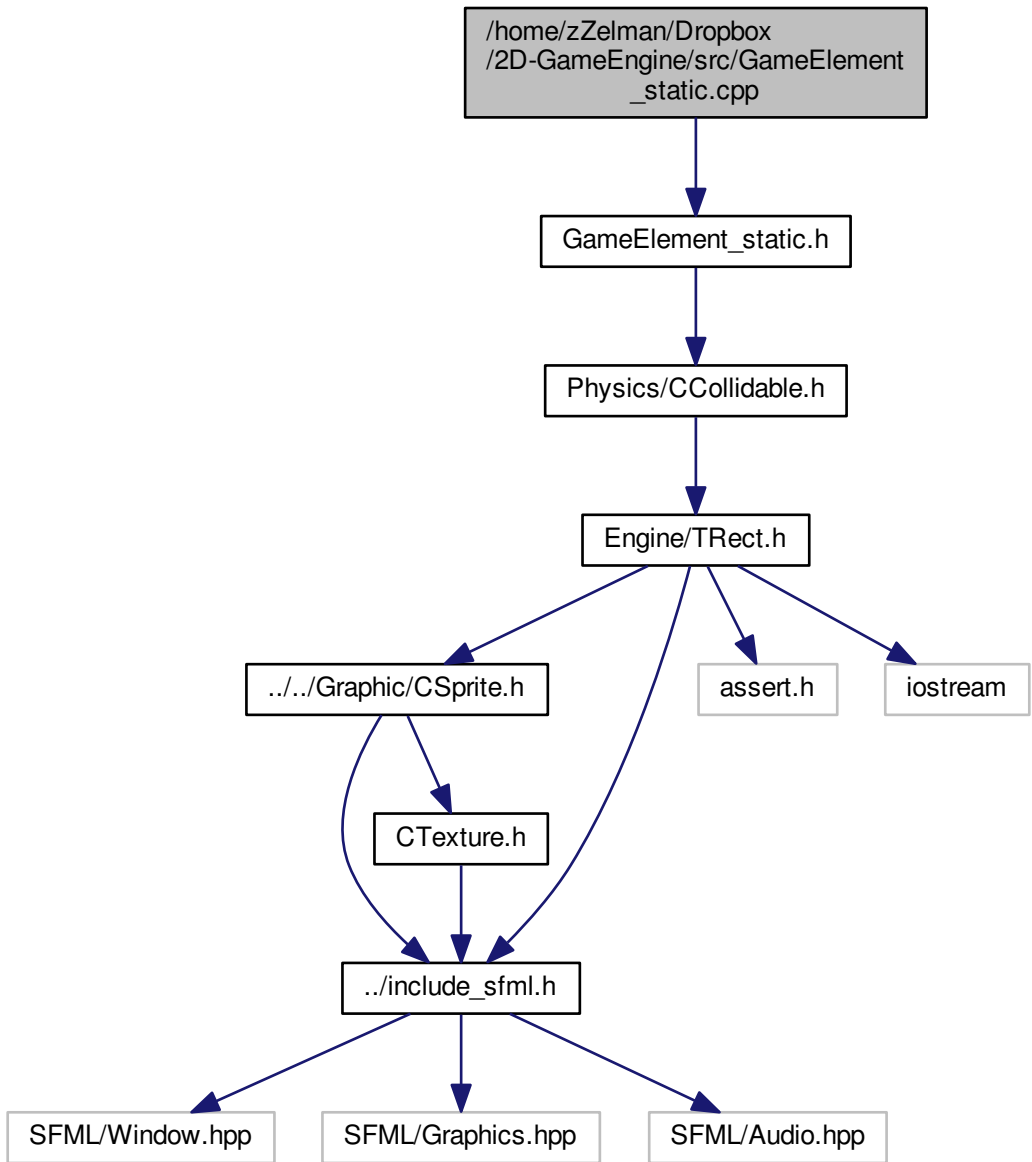 /home/zZelman/Dropbox
/2D-GameEngine/src/GameElement
_static.cpp
GameElement_static.h
Physics/CCollidable.h
Engine/TRect.h
../../Graphic/CSprite.h
assert.h
iostream
CTexture.h
../include_sfml.h
SFML/Window.hpp
SFML/Graphics.hpp
SFML/Audio.hpp